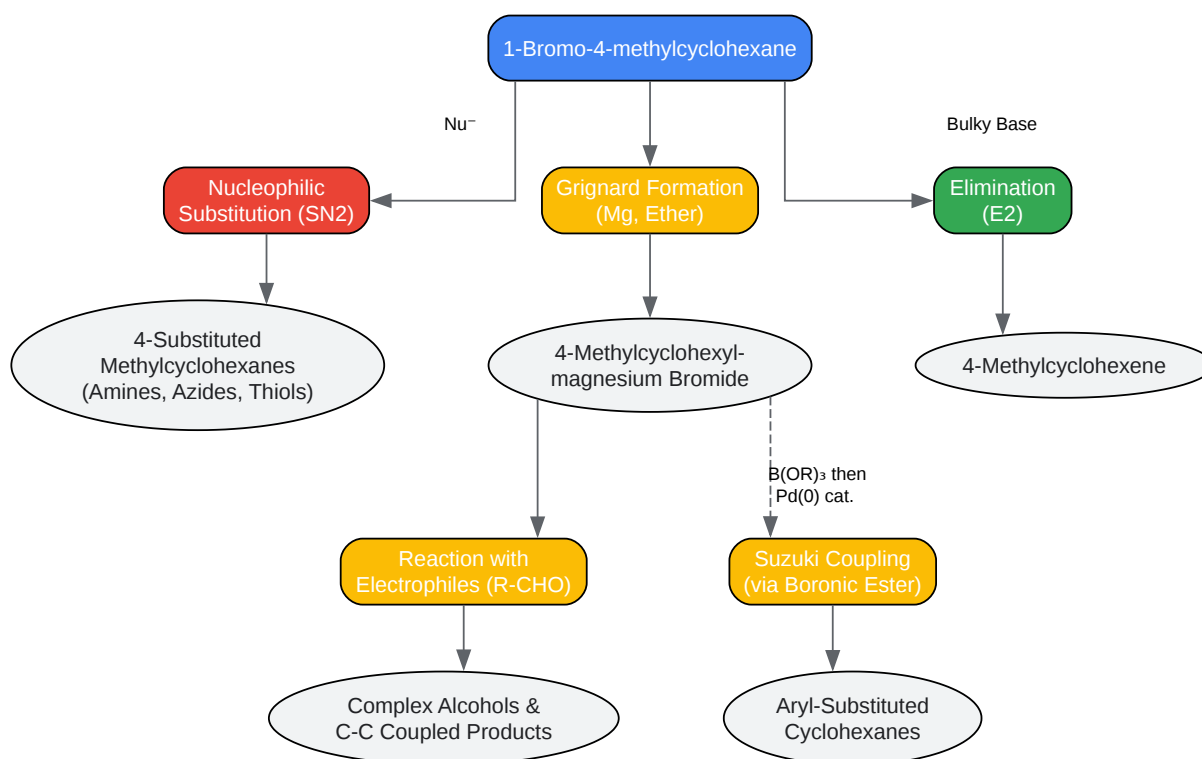 1-Bromo-4-methylcyclohexane
Nu⁻
Bulky Base
Nucleophilic
Substitution (SN2)
Grignard Formation
(Mg, Ether)
Elimination
(E2)
4-Substituted
Methylcyclohexanes
(Amines, Azides, Thiols)
4-Methylcyclohexyl-
magnesium Bromide
4-Methylcyclohexene
B(OR)₃ then
Pd(0) cat.
Reaction with
Electrophiles (R-CHO)
Suzuki Coupling
(via Boronic Ester)
Complex Alcohols &
C-C Coupled Products
Aryl-Substituted
Cyclohexanes